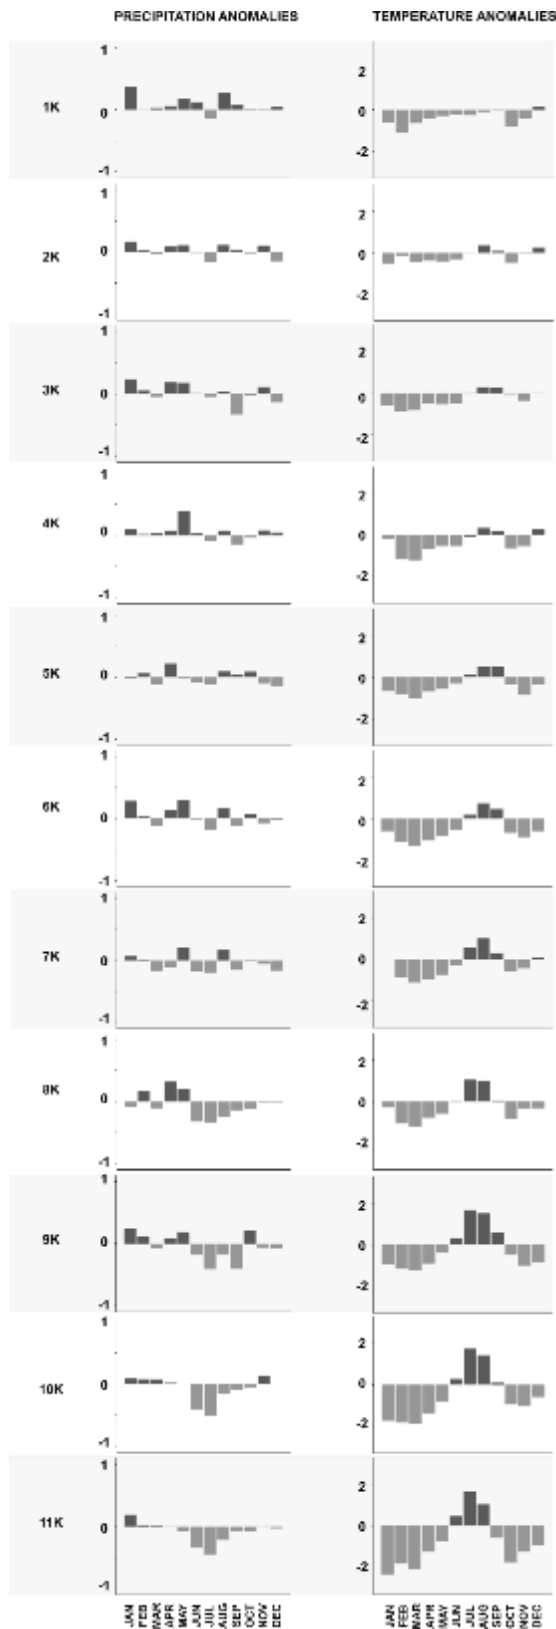 PRECIPITATION ANOMALIES TEMPERATURE ANOMALIES
1 2
1K 0 0
-1 -2
1 2
2K 0 0
-1 -2
1 2
3K 0 0
-1 -2
1 2
4K 0 0
-1 -2
1 2
5K 0 0
-1 -2
1 2
6K 0 0
-1 -2
1 2
7K 0 0
-1 -2
1 2
8K 0 0
-1 -2
1 2
9K 0 0
-1 -2
1 2
10K 0 0
-1 -2
1 2
11K 0 0
-1 -2
JAN FEB MAR APR MAY JUN JUL AUG SEP OCT NOV DEC JAN FEB MAR APR MAY JUN JUL AUG SEP OCT NOV DEC